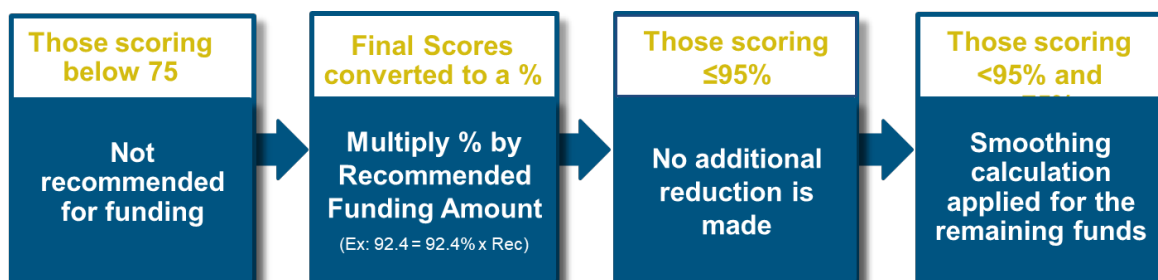 Those scoring
below 75
Not
recommended
for funding
Final Scores
converted to a %
Multiply % by
Recommended
Funding Amount
(Ex: 92.4 = 92.4% x Rec)
Those scoring
≤95%
No additional
reduction is
made
Those scoring
<95% and
Smoothing
calculation
applied for the
remaining funds